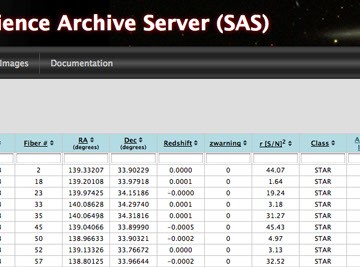 ience Archive Server (SAS)
Images Documentation
Fiber # RA (degrees) Dec (degrees) Redshift zwarning r [S/N]² Class
2 139.33207 33.90229 0.0000 0 44.07 STAR
18 139.20108 33.97918 0.0001 0 1.64 STAR
23 139.97425 34.15186 -0.0000 0 19.24 STAR
33 140.08628 34.29740 0.0001 0 3.18 STAR
35 140.06498 34.31816 0.0001 0 31.27 STAR
45 139.04066 33.89990 -0.0005 0 45.43 STAR
50 138.96633 33.90321 -0.0002 0 4.97 STAR
52 139.13326 33.76672 0.0000 0 3.13 STAR
57 138.80125 33.96644 -0.0002 0 32.52 STAR